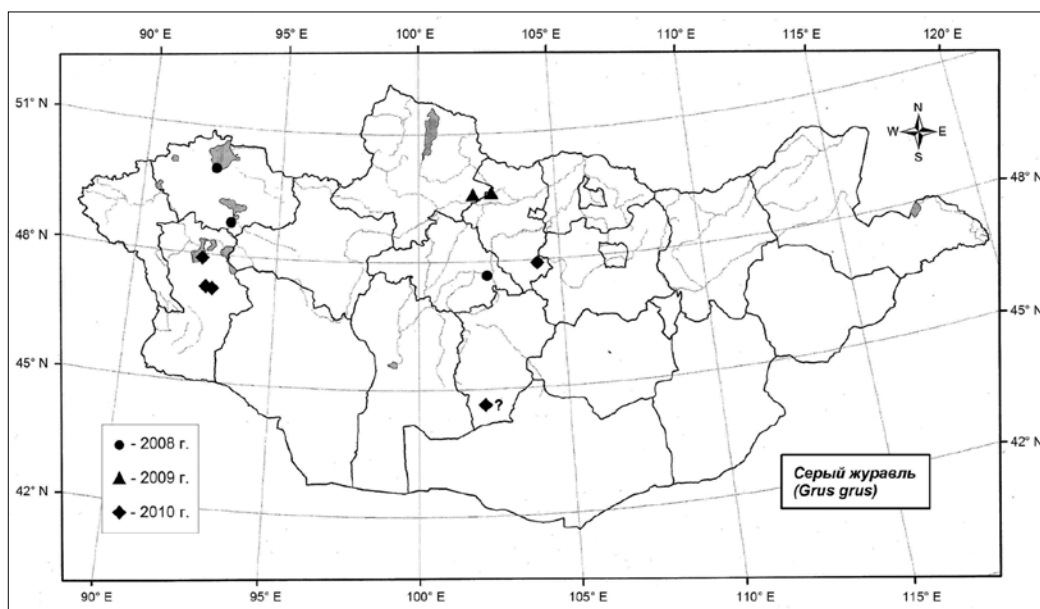 90° E 95° E 100° E 105° E 110° E 115° E 120° E
51° N
N
W E
S
48° N
48° N
45° N
45° N
?
42° N
42° N
- 2008 г.
- 2009 г.
- 2010 г.
Серый журавль
(Grus grus)
90° E 95° E 100° E 105° E 110° E 115° E